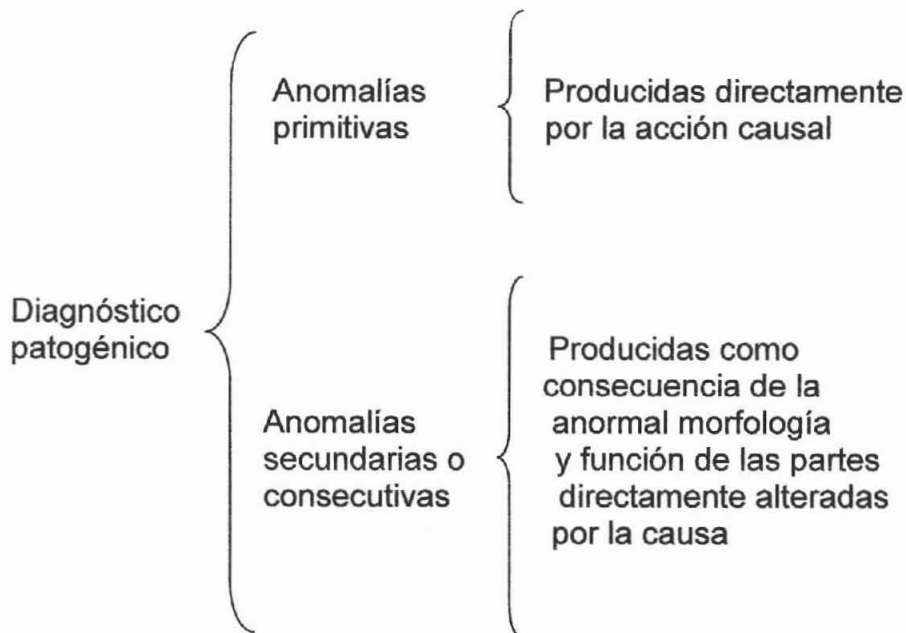 Anomalías
primitivas
Producidas directamente
por la acción causal
Diagnóstico
patogénico
Anomalías
secundarias o
consecutivas
Producidas como
consecuencia de la
anormal morfología
y función de las partes
directamente alteradas
por la causa